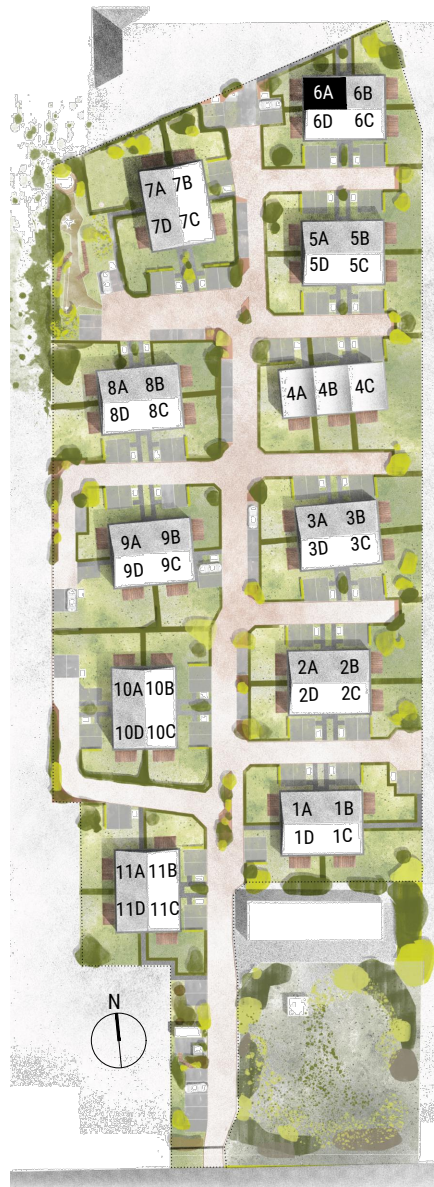 6A 6B
6D 6C
7A 7B
7D 7C
5A 5B
5D 5C
8A 8B
8D 8C
4A 4B 4C
3A 3B
3D 3C
9A 9B
9D 9C
2A 2B
2D 2C
10A 10B
10D 10C
1A 1B
1D 1C
11A 11B
11D 11C
N